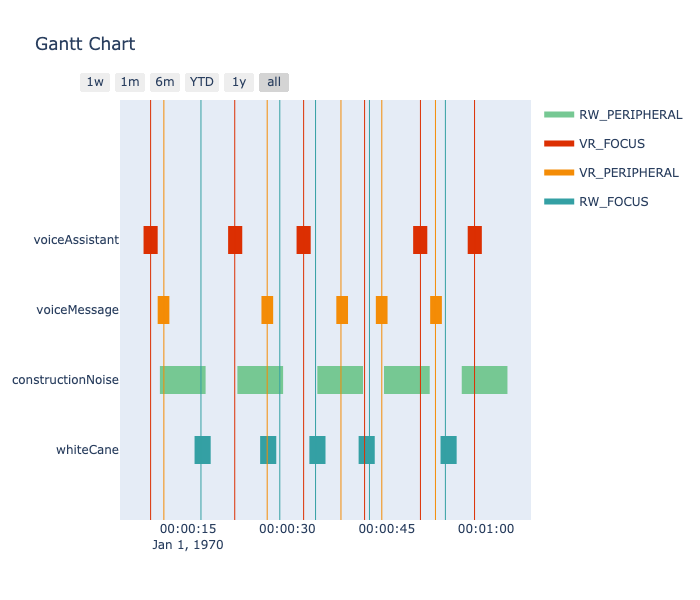 Gantt Chart
1w 1m 6m YTD 1y all
RW_PERIPHERAL
VR_FOCUS
VR_PERIPHERAL
RW_FOCUS
voiceAssistant
voiceMessage
constructionNoise
whiteCane
00:00:15 00:00:30 00:00:45 00:01:00
Jan 1, 1970